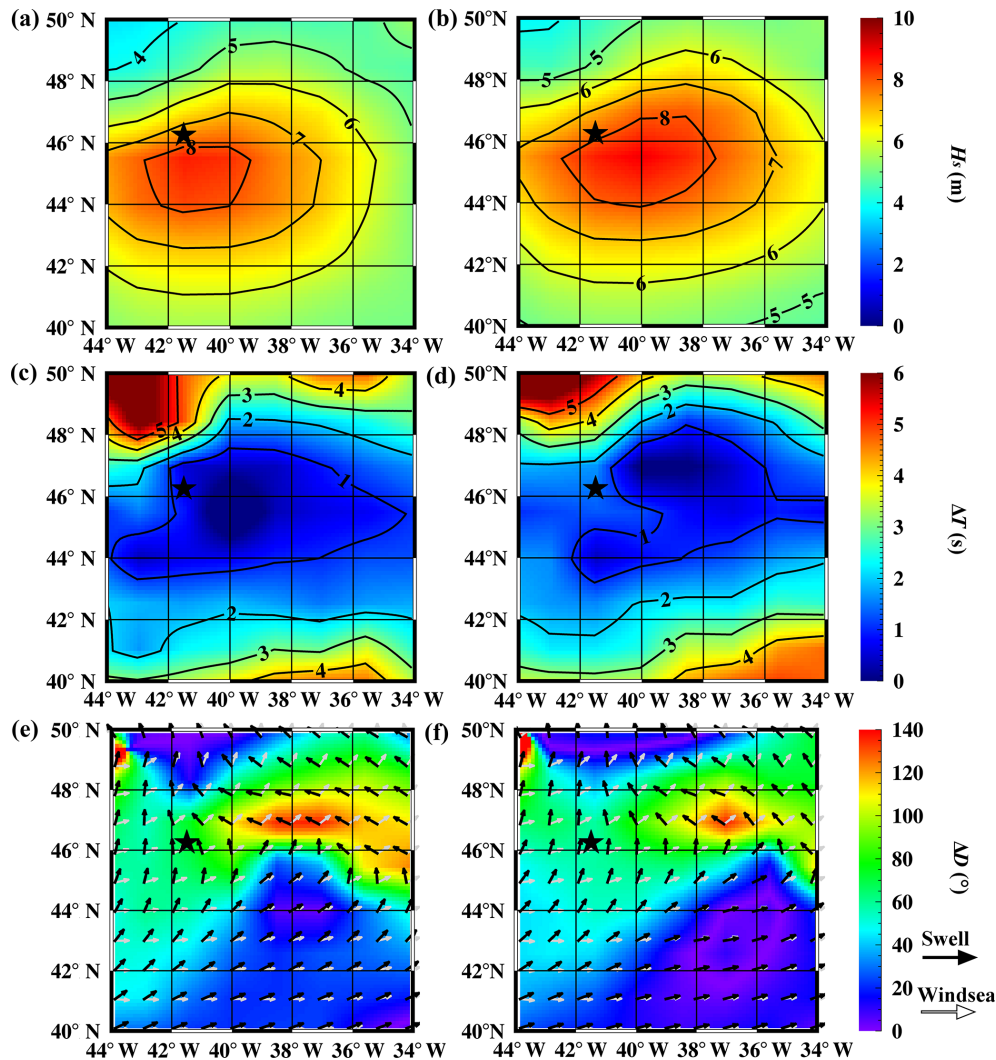 (a)
50° N
48° N
46° N
44° N
42° N
40° N
44° W
42° W
40° W
38° W
36° W
34° W
4
5
6
7
8
(b)
50° N
48° N
46°N
44° N
42°N
40°N
44° W
42° W
40° W
38° W
36° W
34° W
5
5
6
6
8
7
6
6
5
5
10
8
6
4
2
0
Hs (m)
(c)
50° N
48° N
46° N
44° N
42° N
40° N
44° W
42° W
40° W
38° W
36° W
34° W
5
4
3
2
4
1
2
3
4
(d)
50° N
48° N
46°N
44° N
42°N
40° N
44° W
42° W
40° W
38° W
36° W
34° W
5
4
3
2
1
2
3
4
6
5
4
3
2
1
0
ΔT (s)
(e)
50° N
48° N
46° N
44° N
42° N
40° N
44° W
42° W
40° W
38° W
36° W
34° W
(f)
50° N
48° N
46° N
44° N
42° N
40° N
44° W
42° W
40° W
38° W
36° W
34° W
140
120
100
80
60
40
20
0
ΔD (°)
Swell
Windsea